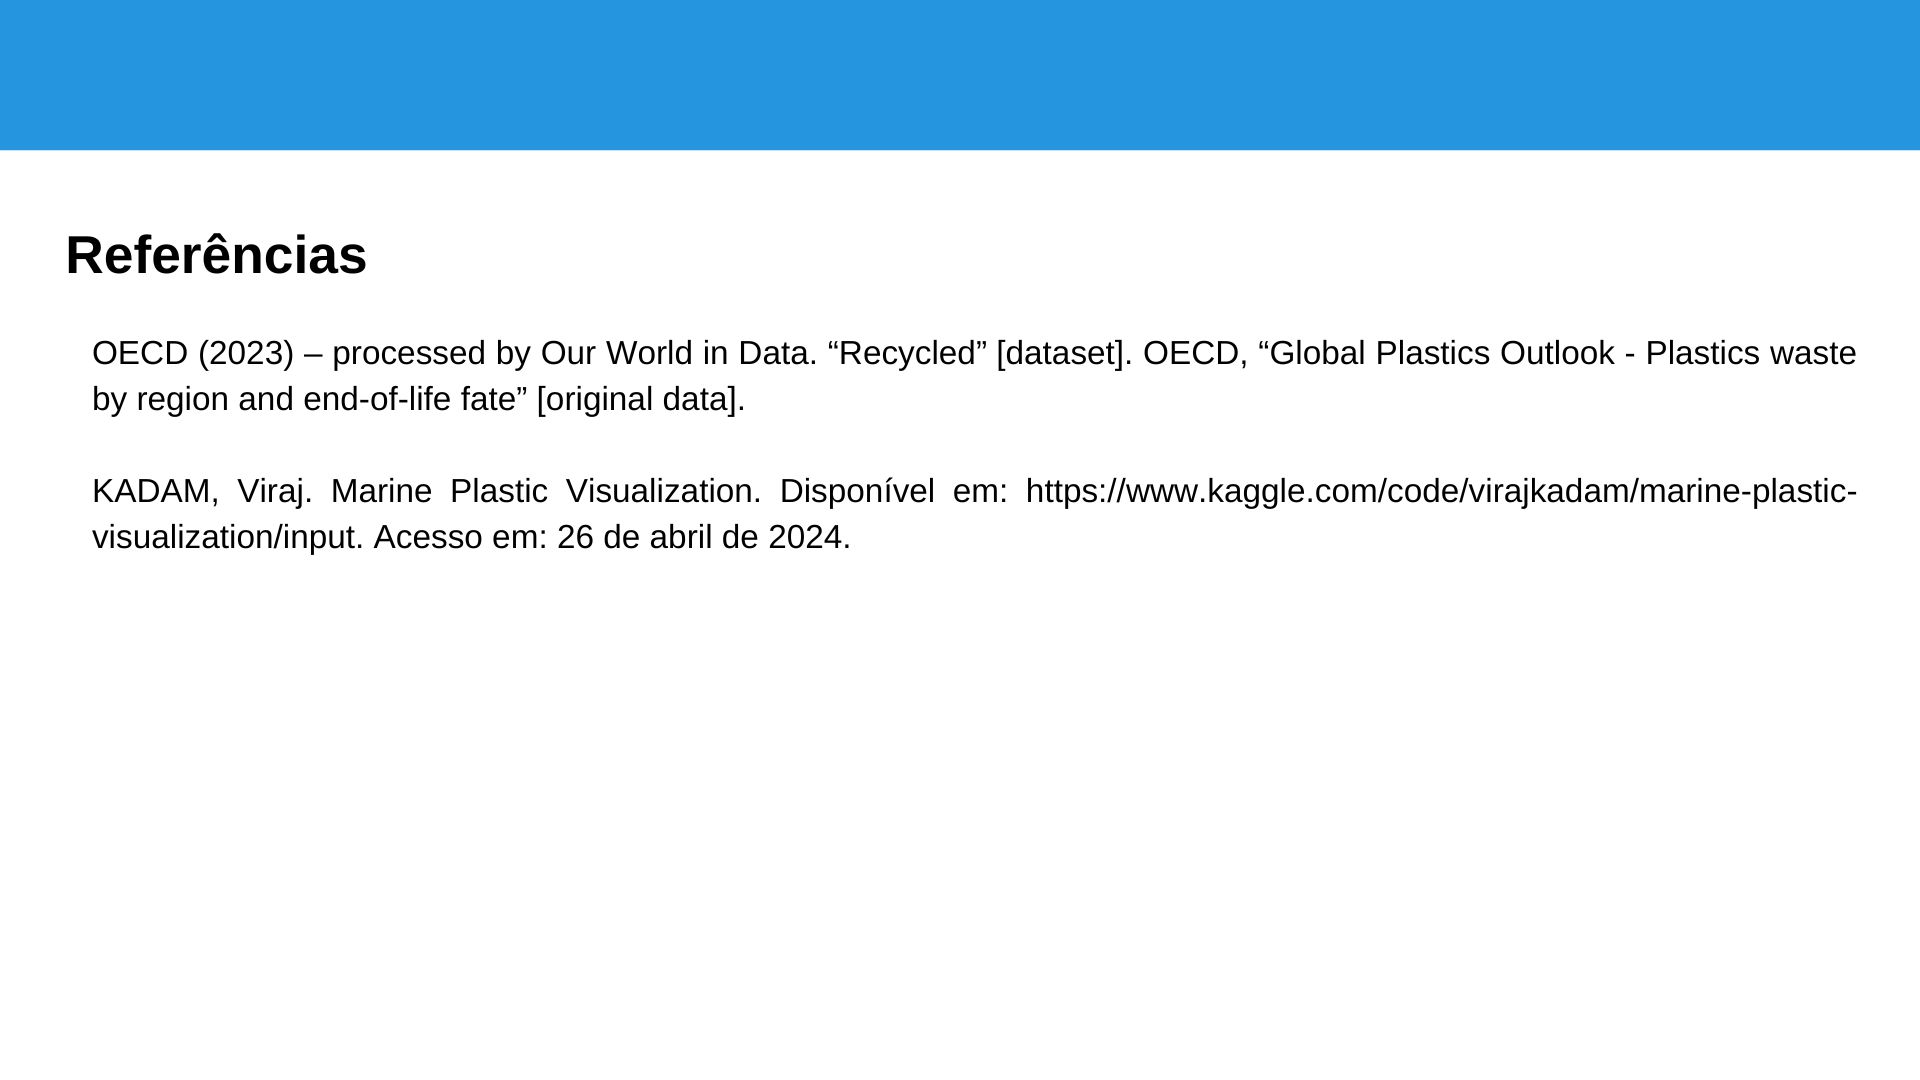 Referências
OECD (2023) – processed by Our World in Data. “Recycled” [dataset]. OECD, “Global Plastics Outlook - Plastics waste
by region and end-of-life fate” [original data].
KADAM, Viraj. Marine Plastic Visualization. Disponível em: https://www.kaggle.com/code/virajkadam/marine-plastic-
visualization/input. Acesso em: 26 de abril de 2024.